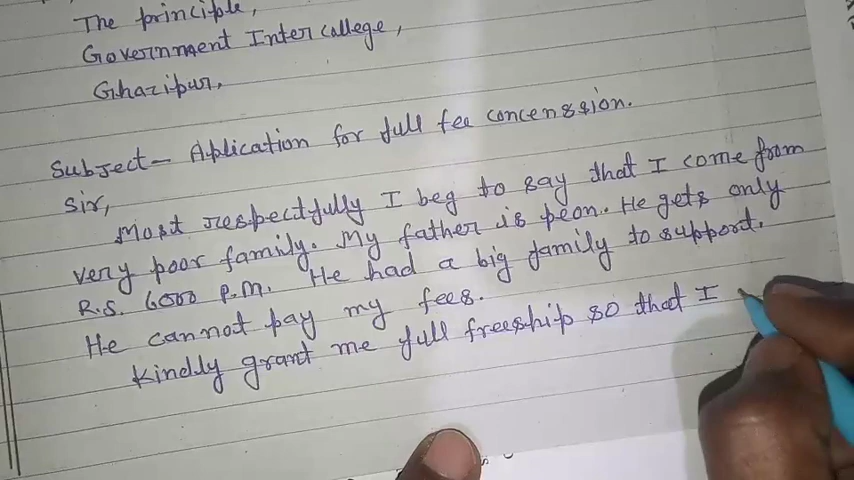 The principle,
Government Inter callege,
Ghazipur,
Subject- Application for full fee concenssion.
Sir,
Most respectfully I beg to say that I come from
very poor family. My father is peon. He gets only
R.S. 6000 P.M. He had a big family to support.
He cannot pay my fees.
Kindly grant me full freeship so that I